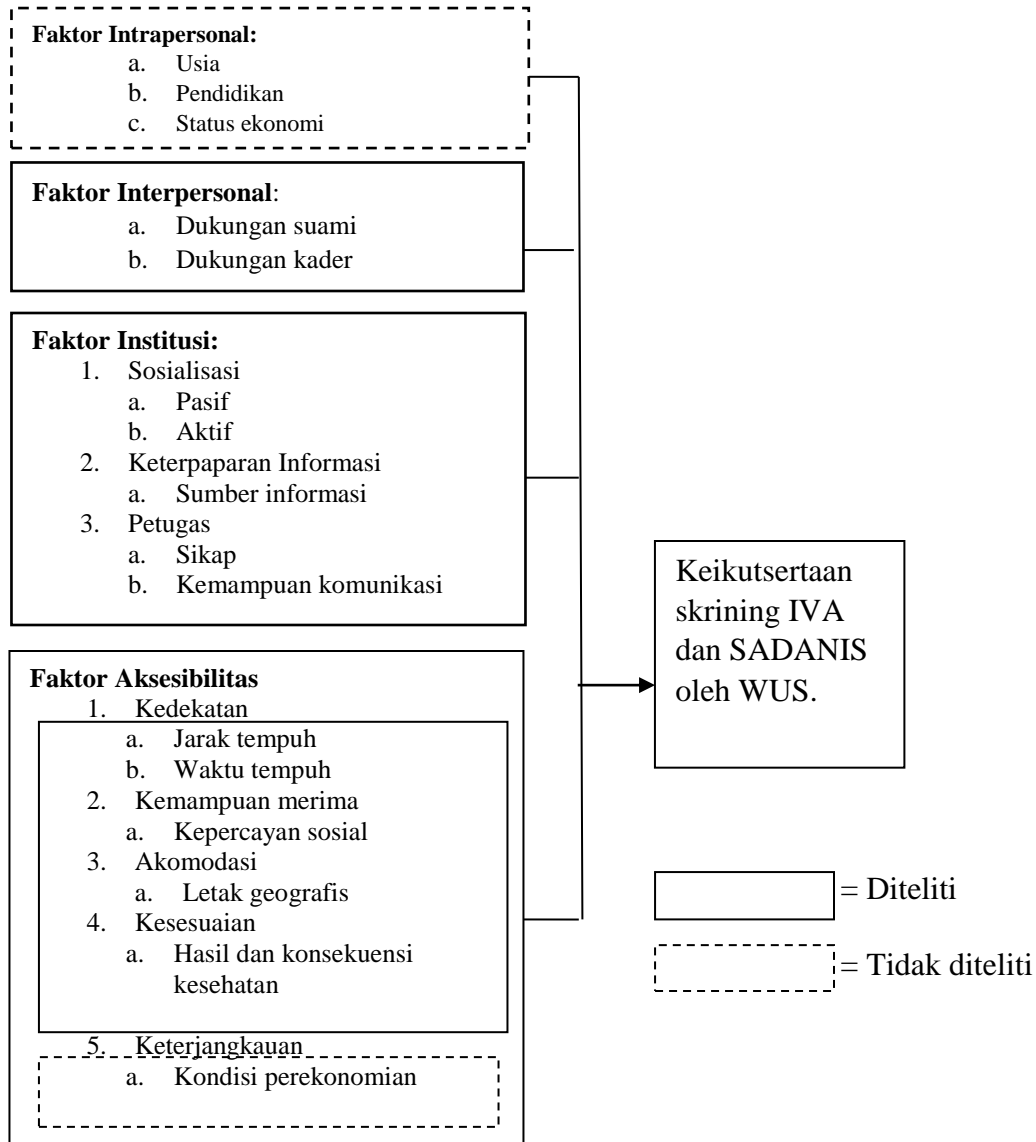 Faktor Intrapersonal:
a. Usia
b. Pendidikan
c. Status ekonomi
Faktor Interpersonal:
a. Dukungan suami
b. Dukungan kader
Faktor Institusi:
1. Sosialisasi
a. Pasif
b. Aktif
2. Keterpaparan Informasi
a. Sumber informasi
3. Petugas
a. Sikap
b. Kemampuan komunikasi
Faktor Aksesibilitas
1. Kedekatan
a. Jarak tempuh
b. Waktu tempuh
2. Kemampuan merima
a. Kepercayan sosial
3. Akomodasi
a. Letak geografis
4. Kesesuaian
a. Hasil dan konsekuensi
kesehatan
5. Keterjangkauan
a. Kondisi perekonomian
Keikutsertaan
skrining IVA
dan SADANIS
oleh WUS.
= Diteliti
= Tidak diteliti